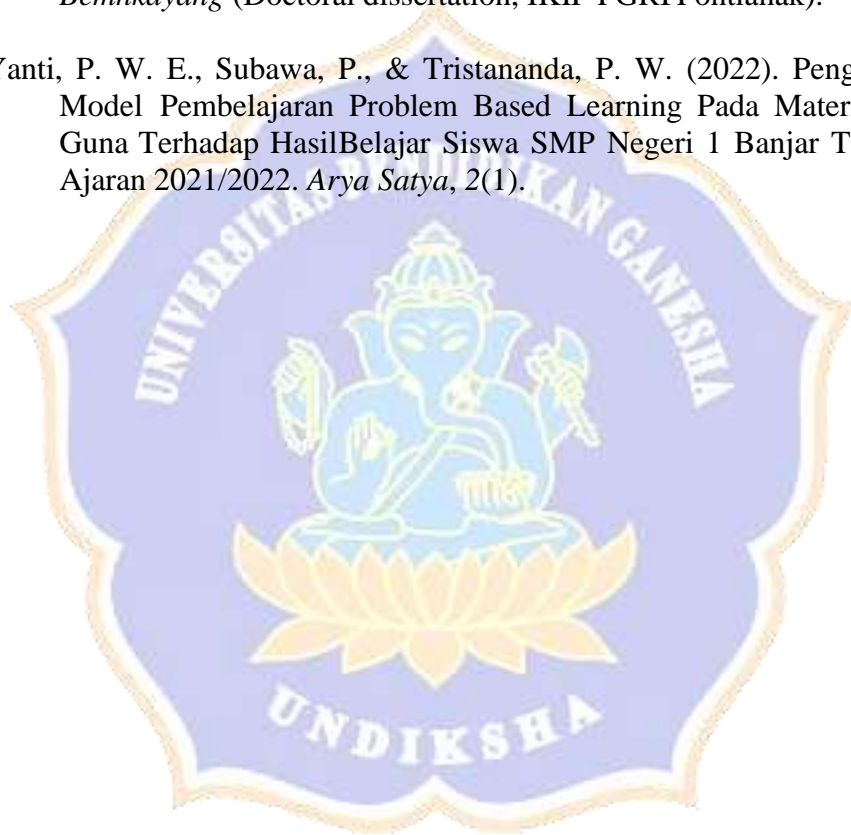 (Doctoral dissertation, IKIP PGRI Pontianak).
Yanti, P. W. E., Subawa, P., & Tristananda, P. W. (2022). Peng
Model Pembelajaran Problem Based Learning Pada Mater
Guna Terhadap HasilBelajar Siswa SMP Negeri 1 Banjar T
Ajaran 2021/2022. Arya Satya, 2(1).
UNIVERSITAS PENDIDIKAN GANESHA
UNDIKSHA